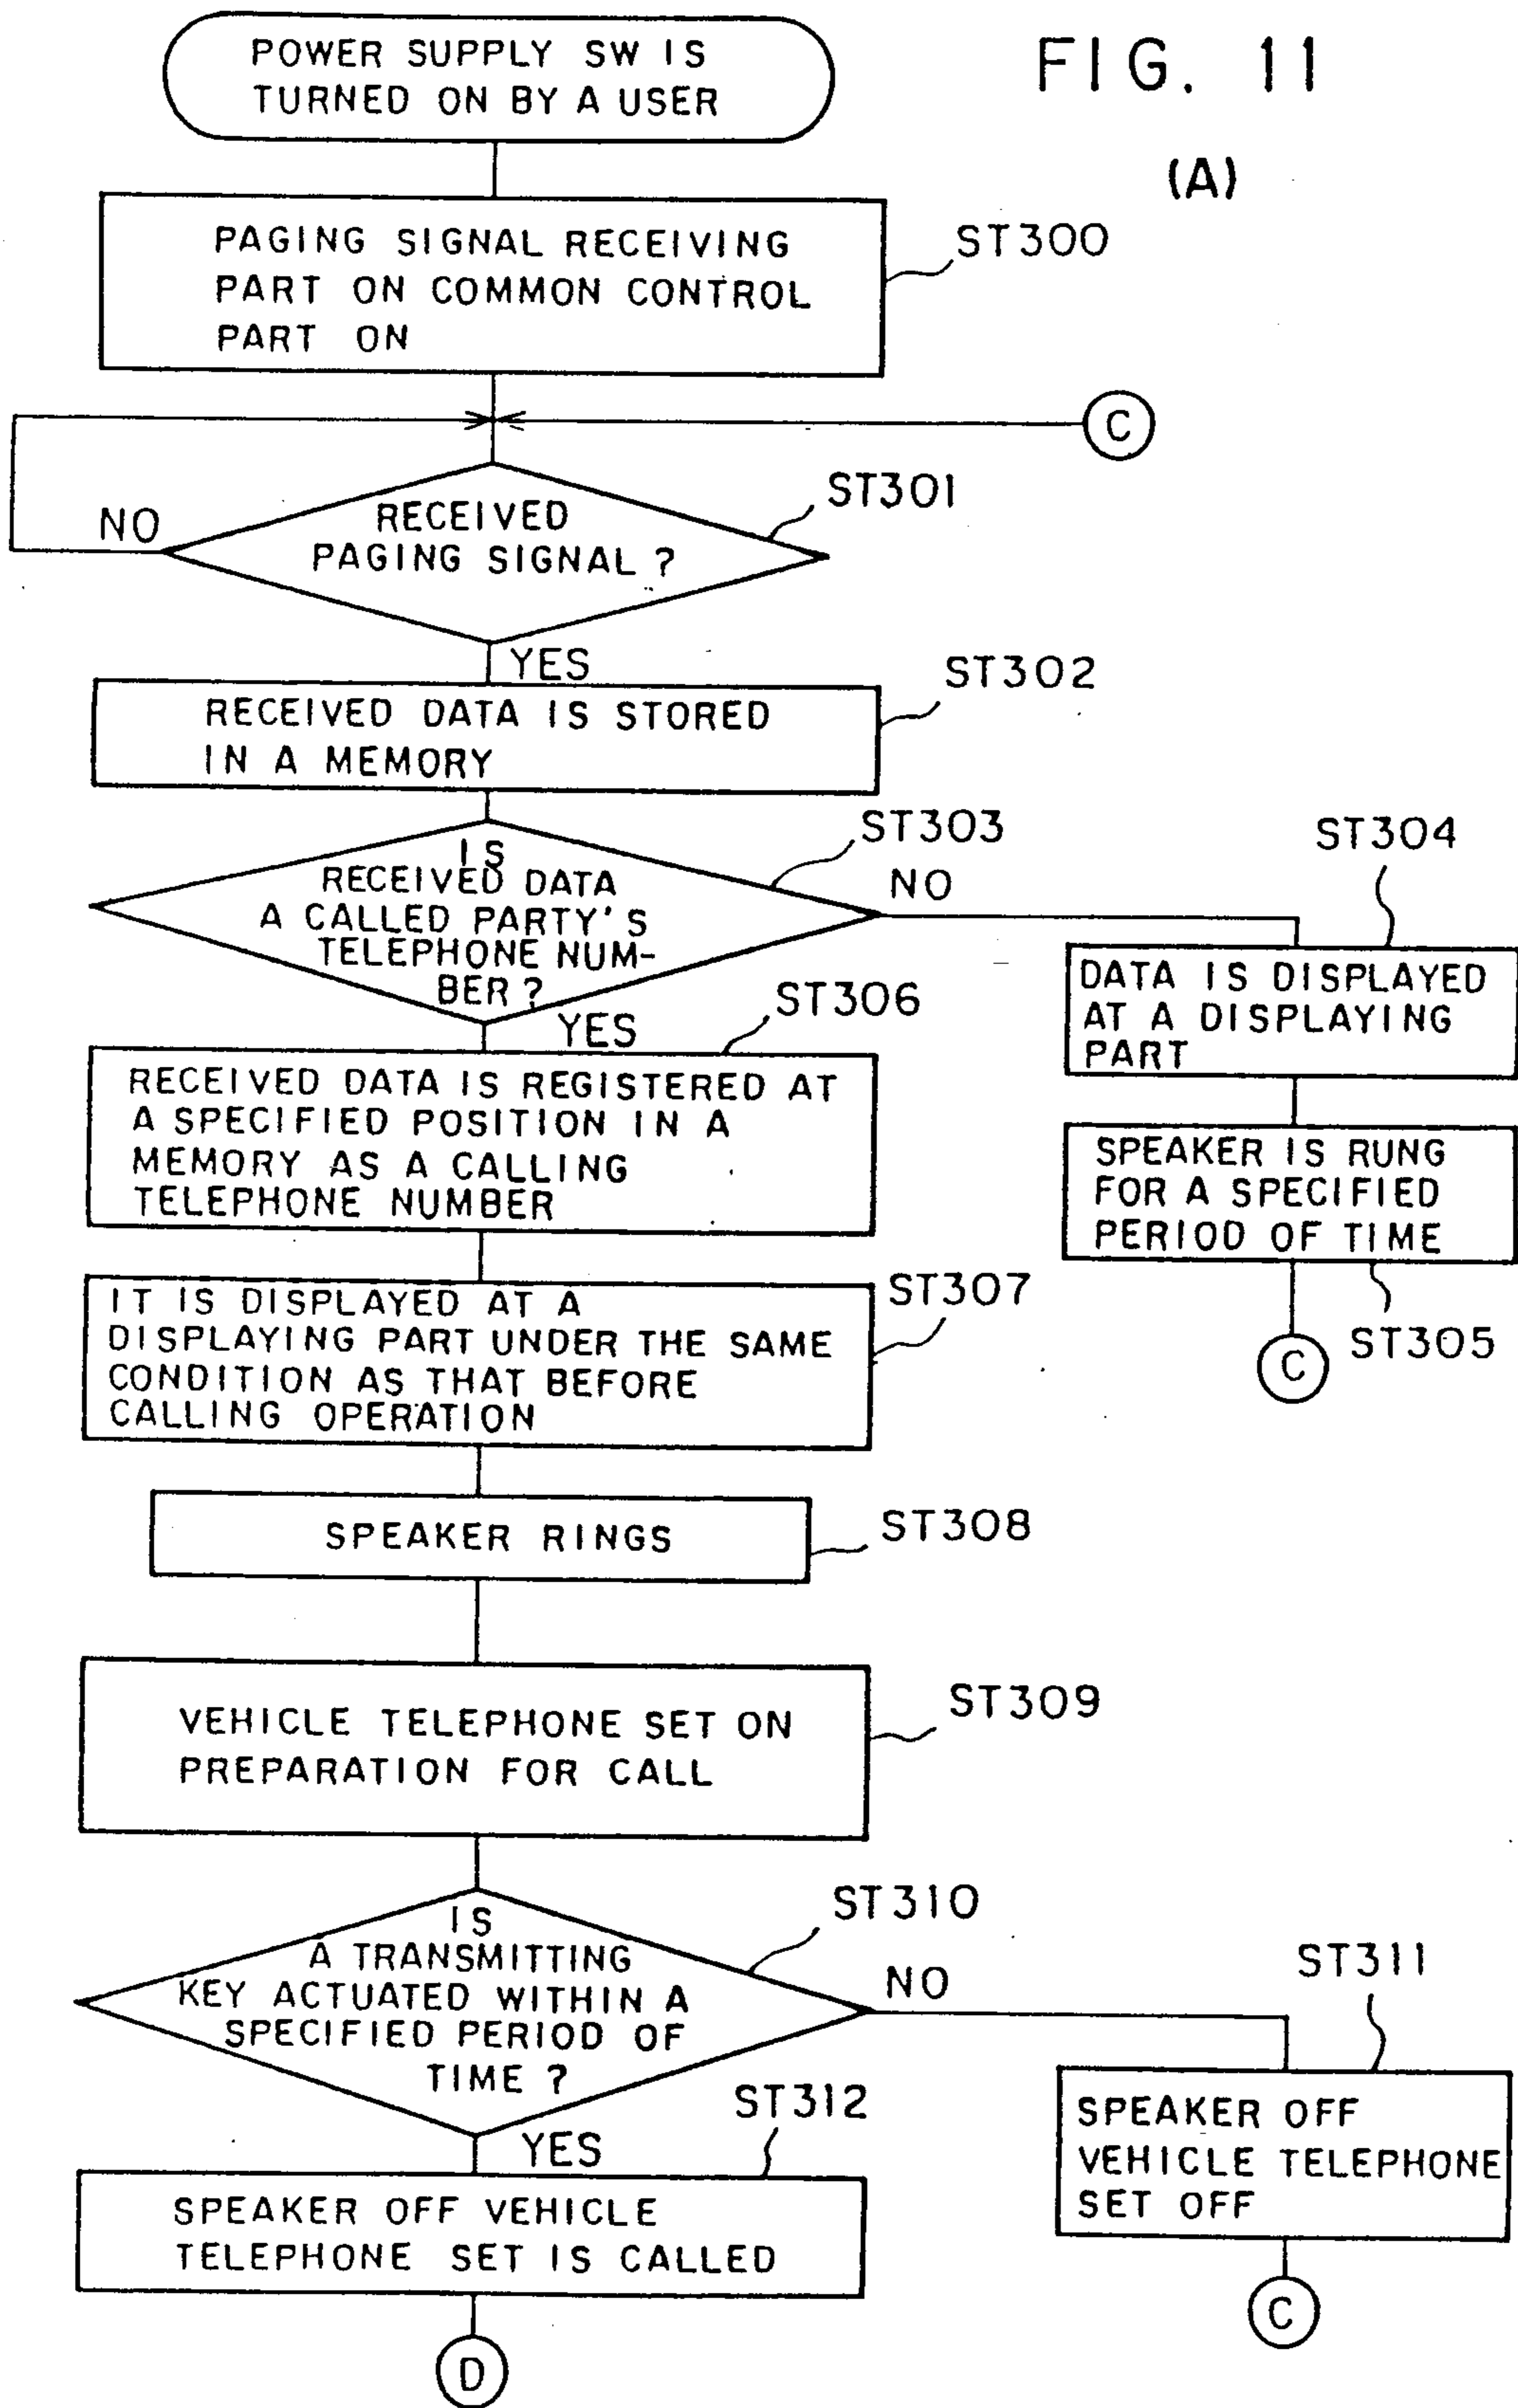 FIG. 11
(A)
POWER SUPPLY SW IS
TURNED ON BY A USER
PAGING SIGNAL RECEIVING
PART ON COMMON CONTROL
PART ON
ST300
C
RECEIVED
PAGING SIGNAL ?
ST301
NO
YES
RECEIVED DATA IS STORED
IN A MEMORY
ST302
IS
RECEIVED DATA
A CALLED PARTY'S
TELEPHONE NUM-
BER ?
ST303
NO
YES
ST304
DATA IS DISPLAYED
AT A DISPLAYING
PART
SPEAKER IS RUNG
FOR A SPECIFIED
PERIOD OF TIME
ST305
C
ST306
RECEIVED DATA IS REGISTERED AT
A SPECIFIED POSITION IN A
MEMORY AS A CALLING
TELEPHONE NUMBER
ST307
IT IS DISPLAYED AT A
DISPLAYING PART UNDER THE SAME
CONDITION AS THAT BEFORE
CALLING OPERATION
SPEAKER RINGS
ST308
VEHICLE TELEPHONE SET ON
PREPARATION FOR CALL
ST309
IS
A TRANSMITTING
KEY ACTUATED WITHIN A
SPECIFIED PERIOD OF
TIME ?
ST310
NO
YES
ST311
SPEAKER OFF
VEHICLE TELEPHONE
SET OFF
C
ST312
SPEAKER OFF VEHICLE
TELEPHONE SET IS CALLED
D